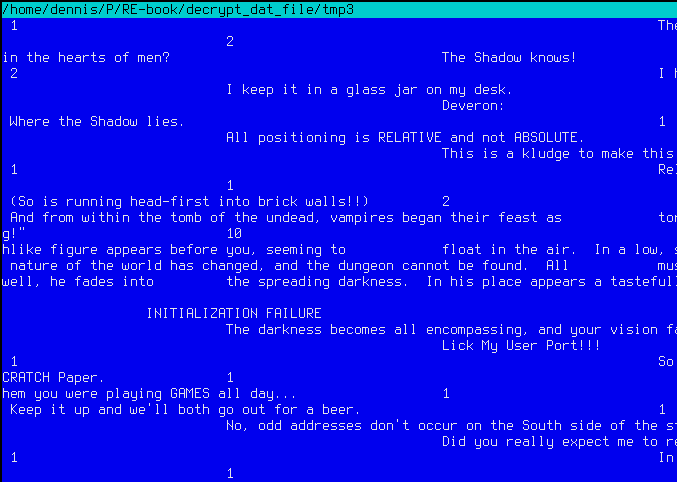 /home/dennis/P/RE-book/decrypt_dat_file/tmp3
1 The
2
in the hearts of men? The Shadow knows!
2 I h
I keep it in a glass jar on my desk.
Deveron:
Where the Shadow lies. 1
All positioning is RELATIVE and not ABSOLUTE.
This is a kludge to make this
1 Rel
1
(So is running head-first into brick walls!!) 2
And from within the tomb of the undead, vampires began their feast as tor
g!" 10
hlike figure appears before you, seeming to float in the air. In a low, s
nature of the world has changed, and the dungeon cannot be found. All mus
well, he fades into the spreading darkness. In his place appears a tastefull
INITIALIZATION FAILURE
The darkness becomes all encompassing, and your vision fa
Lick My User Port!!!
1 So
CRATCH Paper. 1
hem you were playing GAMES all day... 1
Keep it up and we'll both go out for a beer. 1
No, odd addresses don't occur on the South side of the st
Did you really expect me to re
1 In
1